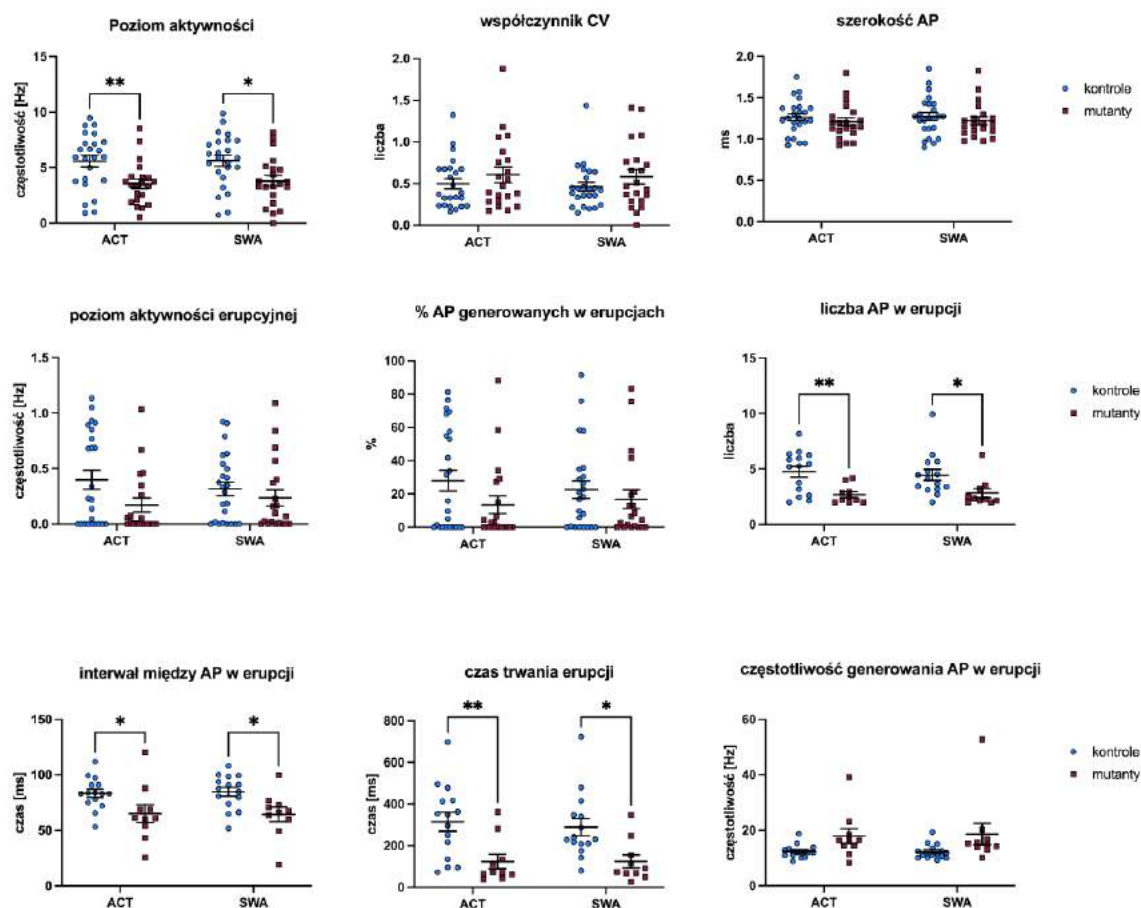 Poziom aktywności
współczynnik CV
szerokość AP
częstotliwość [Hz]
15
10
5
0
**
*
ACT
SWA
liczba
2.0
1.5
1.0
0.5
0.0
ACT
SWA
ms
2.0
1.5
1.0
0.5
0.0
ACT
SWA
kontrole
mutanty
poziom aktywności erupcyjnej
% AP generowanych w erupcjach
liczba AP w erupcji
częstotliwość [Hz]
1.5
1.0
0.5
0.0
ACT
SWA
%
100
80
60
40
20
0
ACT
SWA
liczba
15
10
5
0
**
*
ACT
SWA
kontrole
mutanty
interwał między AP w erupcji
czas trwania erupcji
częstotliwość generowania AP w erupcji
czas [ms]
150
100
50
0
*
*
ACT
SWA
czas [ms]
800
600
400
200
0
**
*
ACT
SWA
częstotliwość [Hz]
60
40
20
0
ACT
SWA
kontrole
mutanty